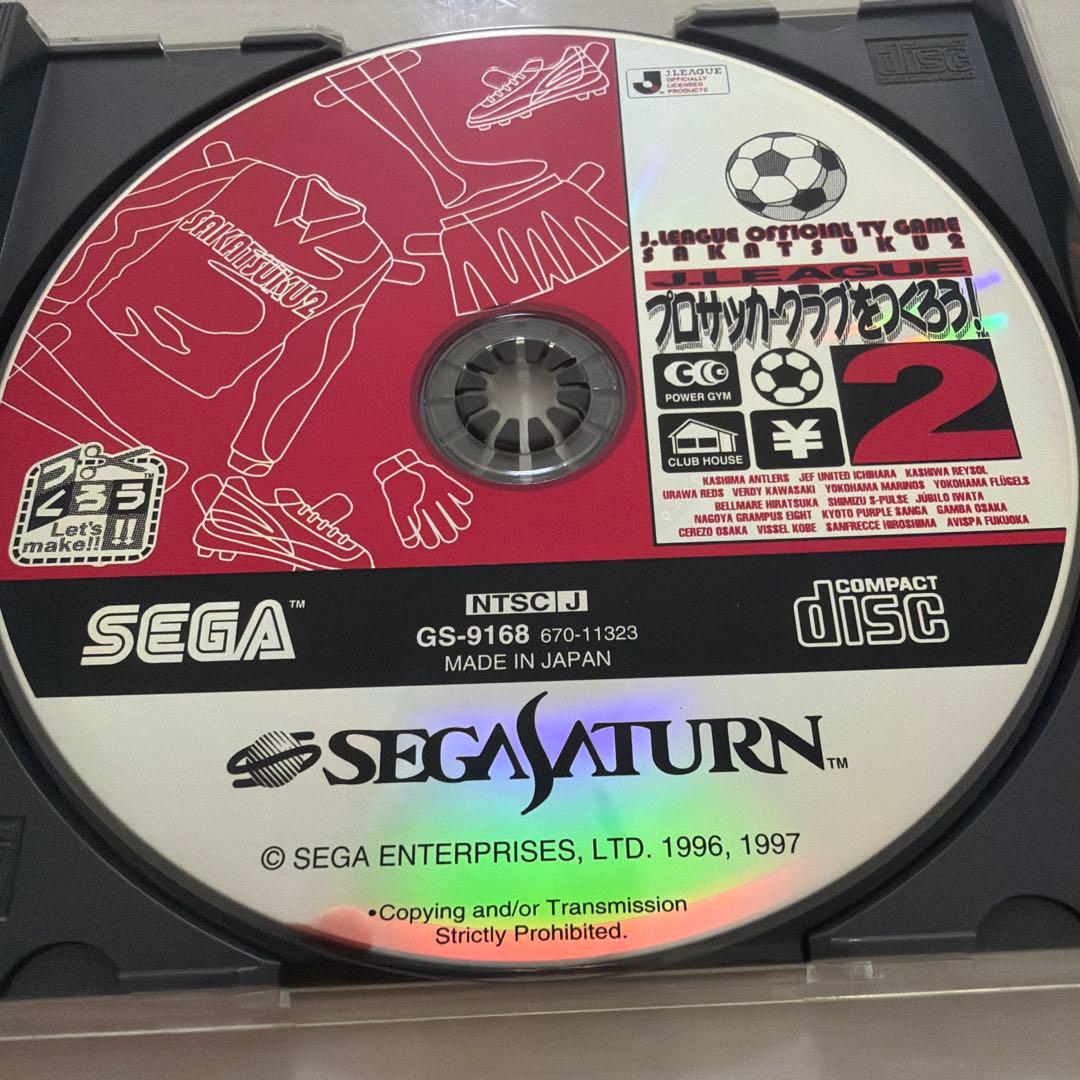 disc
J.LEAGUE
OFFICIALLY
LICENSED
PRODUCTS
J.LEAGUE OFFICIAL TV GAME
SAKATSUKU2
J.LEAGUE
プロサッカークラブをつくろう!™
2
POWER GYM
CLUB HOUSE
¥
KASHIMA ANTLERS JEF UNITED ICHIHARA KASHIWA REYSOL
URAWA REDS VERDY KAWASAKI YOKOHAMA MARINOS YOKOHAMA FLÜGELS
BELLMARE HIRATSUKA SHIMIZU S-PULSE JÚBILO IWATA
NAGOYA GRAMPUS EIGHT KYOTO PURPLE SANGA GAMBA OSAKA
CEREZO OSAKA VISSEL KOBE SANFRECCE HIROSHIMA AVISPA FUKUOKA
SAKATSUKU2
つくろう™
Let's
make!!
SEGA™
NTSC J
GS-9168 670-11323
MADE IN JAPAN
COMPACT
disc
SEGA SATURN™
© SEGA ENTERPRISES, LTD. 1996, 1997
•Copying and/or Transmission
Strictly Prohibited.